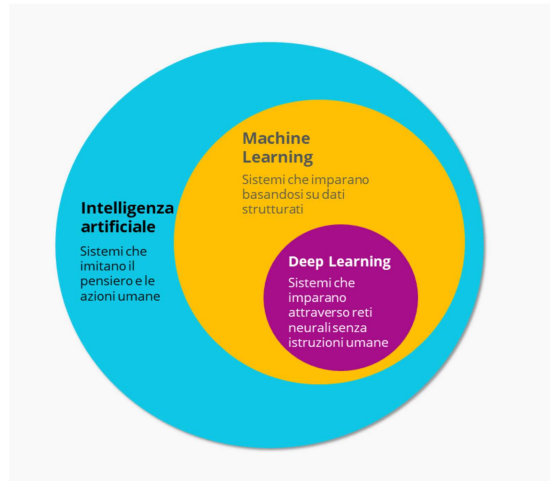 Machine
Learning
Sistemi che imparano
basandosi su dati
strutturati
Intelligenza
artificiale
Sistemi che
imitano il
pensiero e le
azioni umane
Deep Learning
Sistemi che
imparano
attraverso reti
neurali senza
istruzioni umane